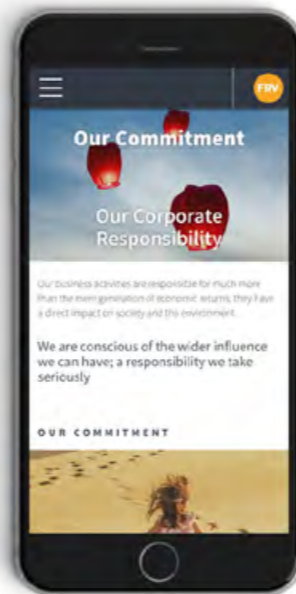 FRV
Our Commitment
Our Corporate
Responsibility
Our business activities are responsible for much more
than the mere generation of economic returns, they have
a direct impact on society and the environment.
We are conscious of the wider influence
we can have; a responsibility we take
seriously
OUR COMMITMENT